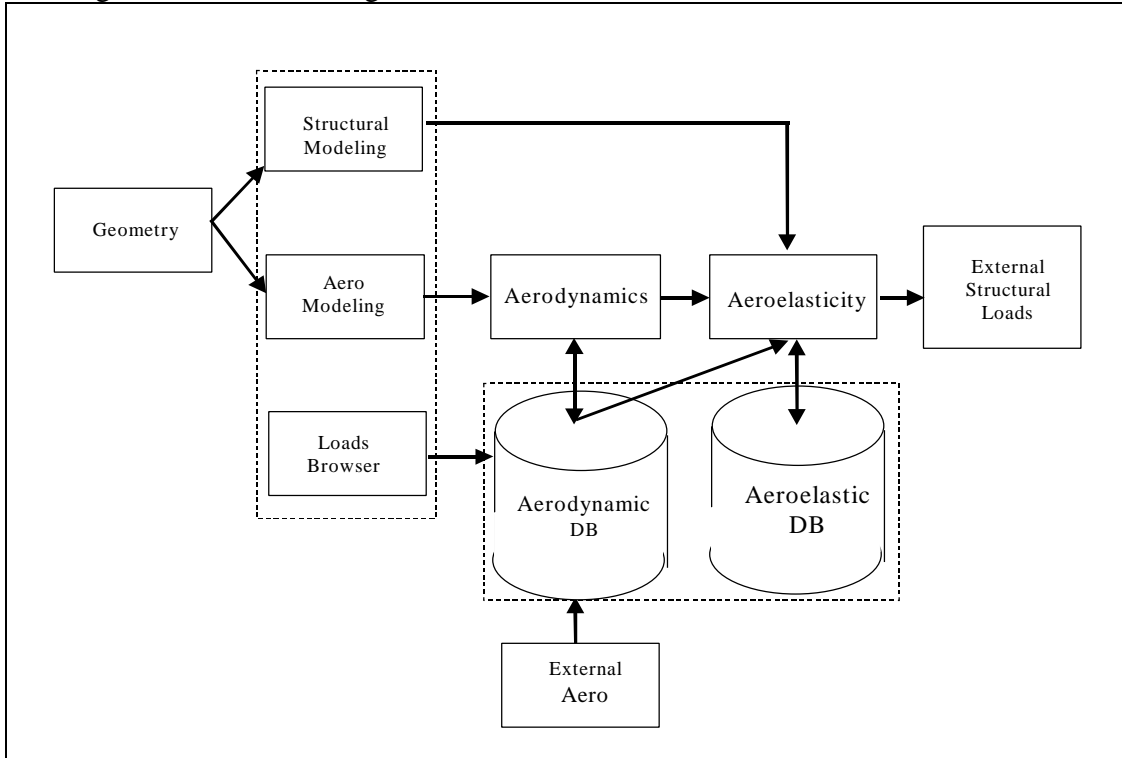 Structural
Modeling
Geometry
Aero
Modeling
Aerodynamics
Aeroelasticity
External
Structural
Loads
Loads
Browser
Aerodynamic
DB
Aeroelastic
DB
External
Aero